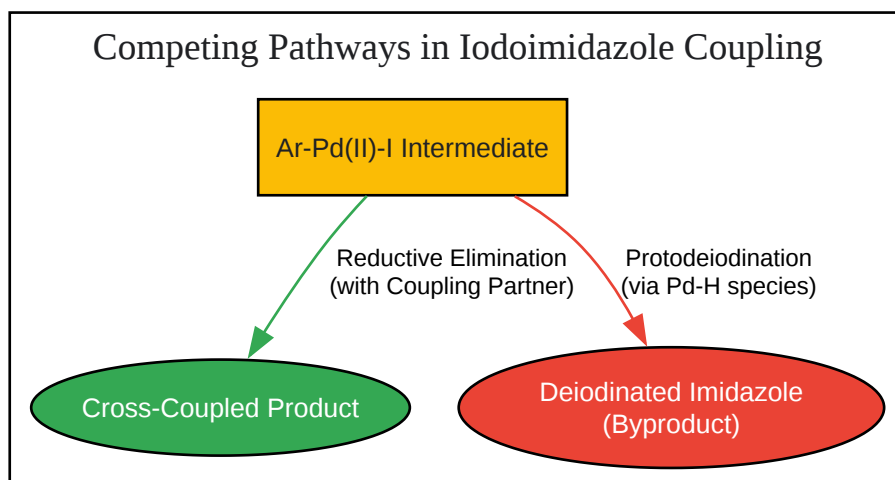 Competing Pathways in Iodoimidazole Coupling
Ar-Pd(II)-I Intermediate
Reductive Elimination
(with Coupling Partner)
Protodeiodination
(via Pd-H species)
Cross-Coupled Product
Deiodinated Imidazole
(Byproduct)